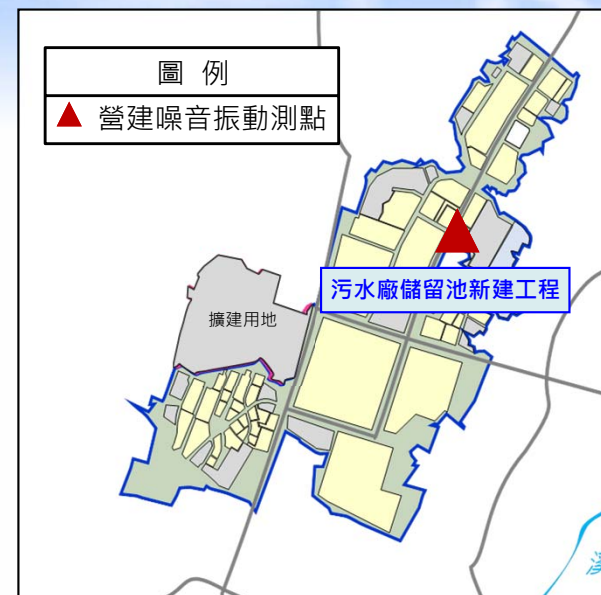 圖 例
營建噪音振動測點
污水廠儲留池新建工程
擴建用地
溪